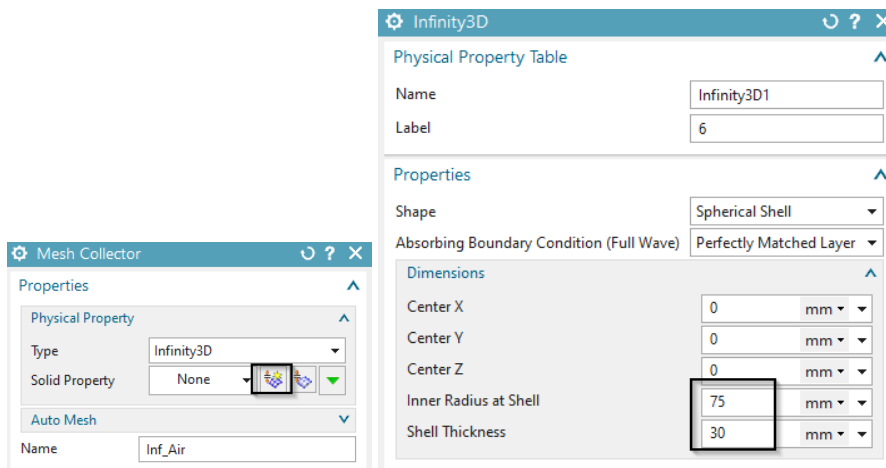 Mesh Collector
Properties
Physical Property
Type Infinity3D
Solid Property None
Auto Mesh
Name Inf_Air
Infinity3D
Physical Property Table
Name Infinity3D1
Label 6
Properties
Shape Spherical Shell
Absorbing Boundary Condition (Full Wave) Perfectly Matched Layer
Dimensions
Center X 0 mm
Center Y 0 mm
Center Z 0 mm
Inner Radius at Shell 75 mm
Shell Thickness 30 mm